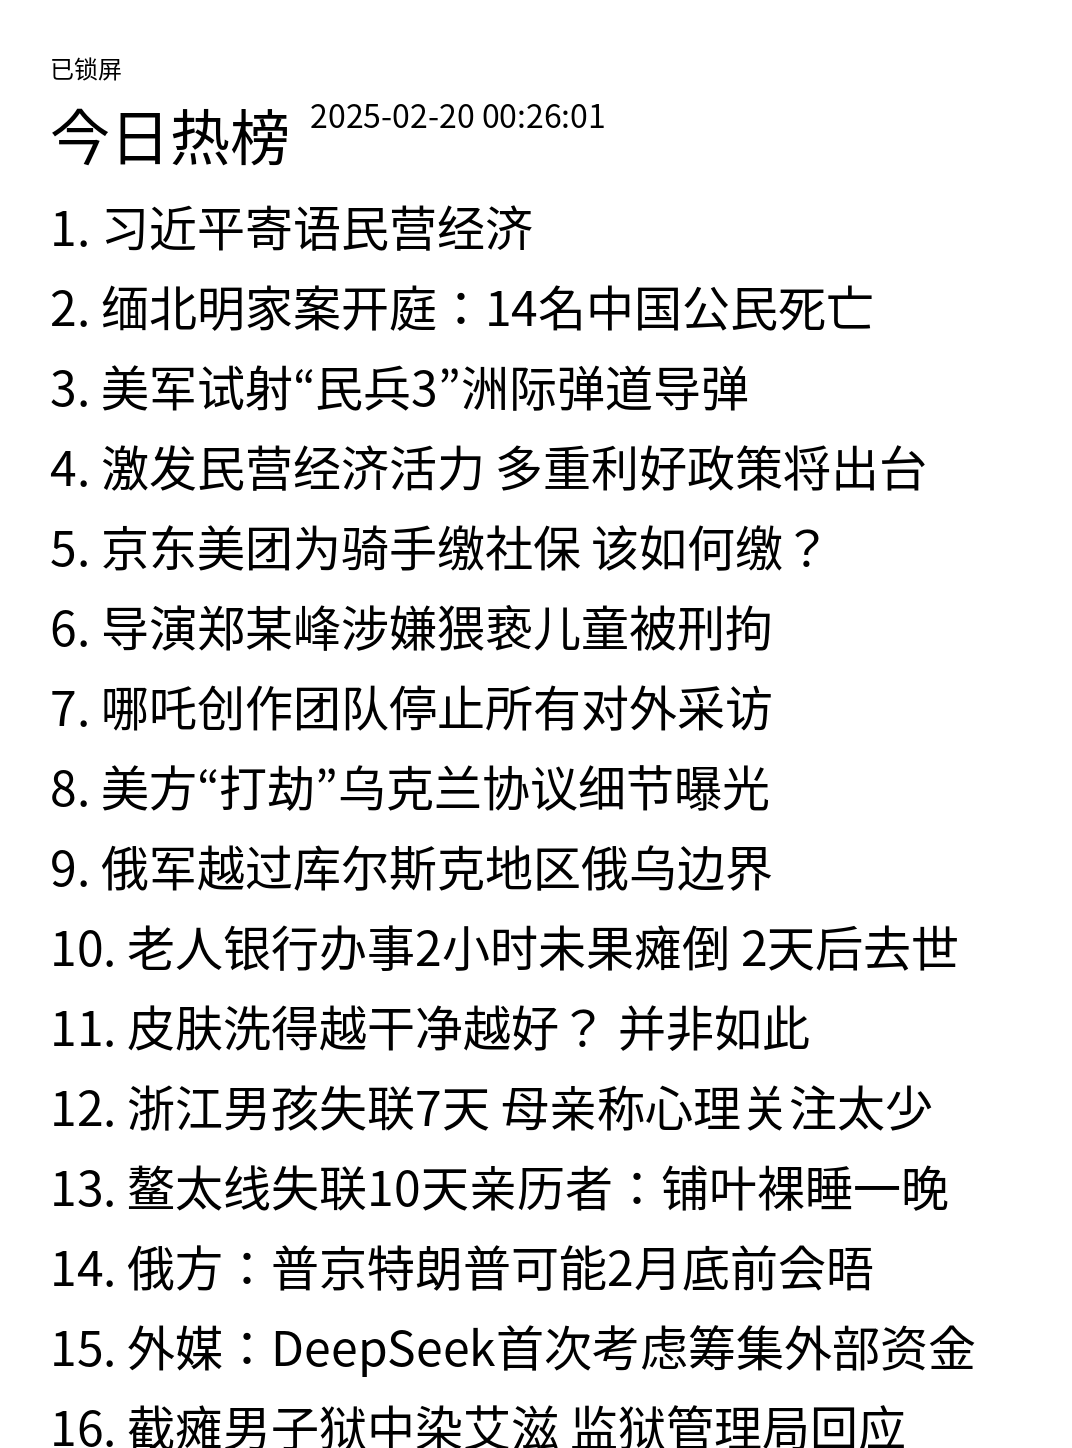 已锁屏
今日热榜 2025-02-20 00:26:01
1. 习近平寄语民营经济
2. 缅北明家案开庭：14名中国公民死亡
3. 美军试射“民兵3”洲际弹道导弹
4. 激发民营经济活力 多重利好政策将出台
5. 京东美团为骑手缴社保 该如何缴？
6. 导演郑某峰涉嫌猥亵儿童被刑拘
7. 哪吒创作团队停止所有对外采访
8. 美方“打劫”乌克兰协议细节曝光
9. 俄军越过库尔斯克地区俄乌边界
10. 老人银行办事2小时未果瘫倒 2天后去世
11. 皮肤洗得越干净越好？ 并非如此
12. 浙江男孩失联7天 母亲称心理关注太少
13. 鳌太线失联10天亲历者：铺叶裸睡一晚
14. 俄方：普京特朗普可能2月底前会晤
15. 外媒：DeepSeek首次考虑筹集外部资金
16. 截瘫男子狱中染艾滋 监狱管理局回应